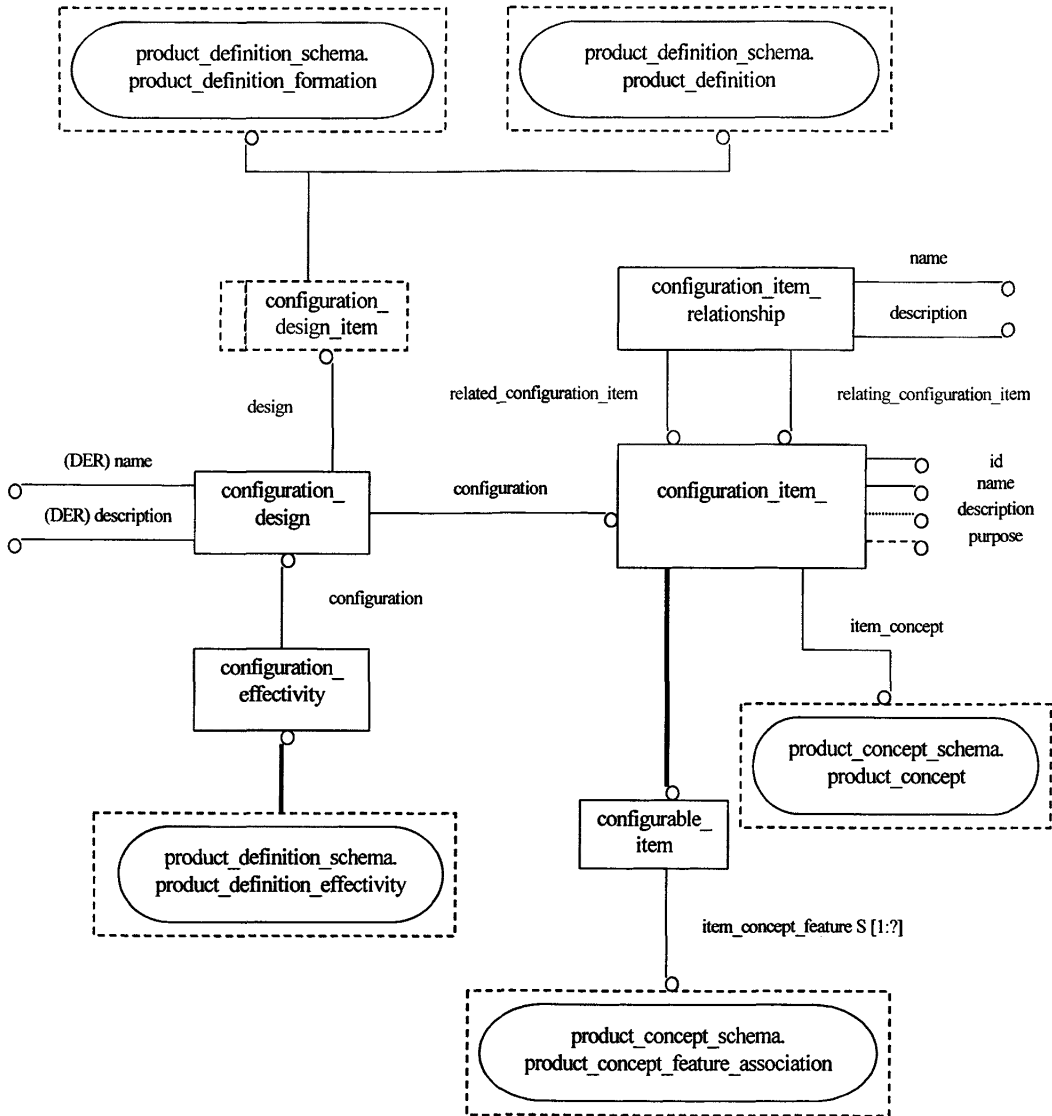 product_definition_schema.
product_definition_formation
product_definition_schema.
product_definition
configuration_
design_item
configuration_item_
relationship
name
description
design
related_configuration_item
relating_configuration_item
(DER) name
(DER) description
configuration_
design
configuration
configuration_item_
id
name
description
purpose
configuration
item_concept
configuration_
effectivity
product_concept_schema.
product_concept
configurable_
item
product_definition_schema.
product_definition_effectivity
item_concept_feature S [1:?]
product_concept_schema.
product_concept_feature_association